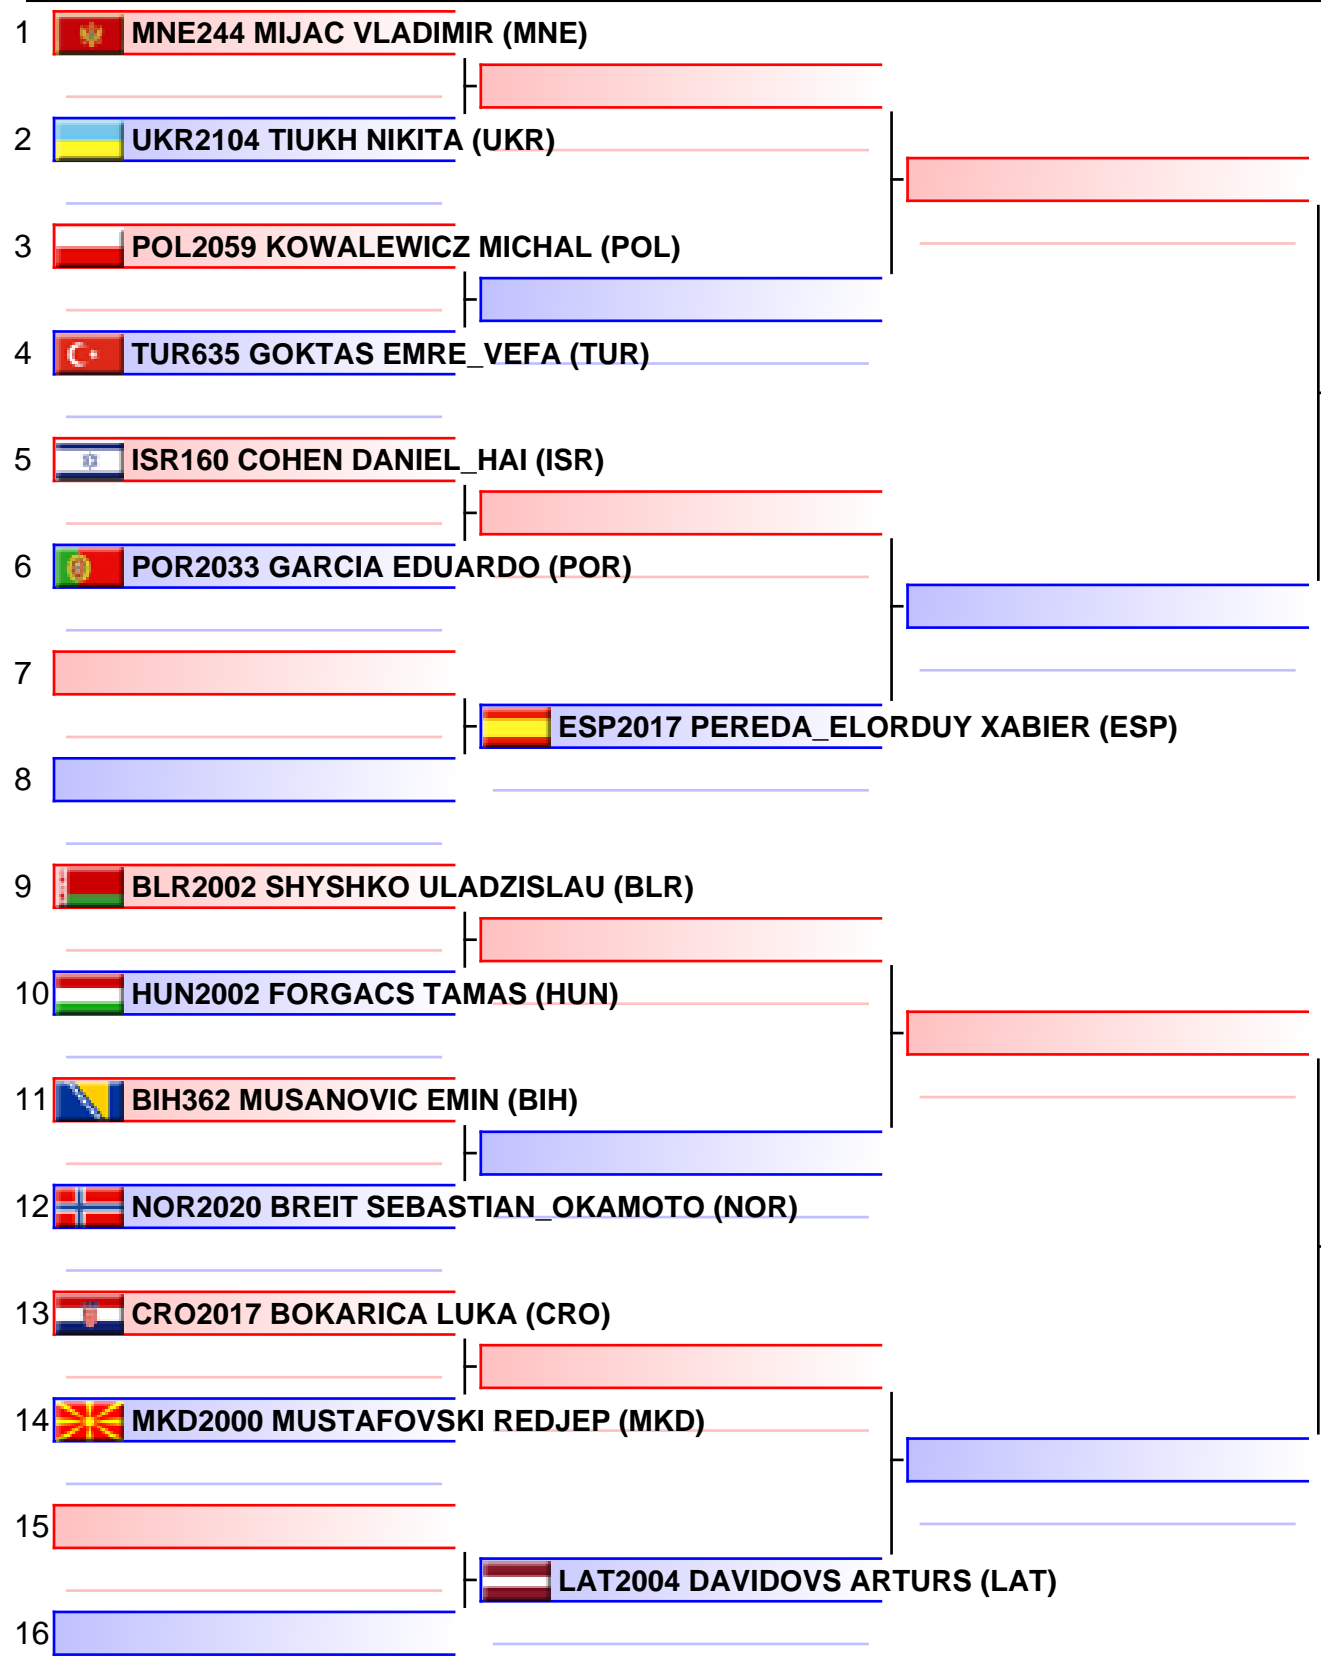 1 MNE244 MIJAC VLADIMIR (MNE)
2 UKR2104 TIUKH NIKITA (UKR)
3 POL2059 KOWALEWICZ MICHAL (POL)
4 TUR635 GOKTAS EMRE_VEFA (TUR)
5 ISR160 COHEN DANIEL_HAI (ISR)
6 POR2033 GARCIA EDUARDO (POR)
7
ESP2017 PEREDA_ELORDUY XABIER (ESP)
8
9 BLR2002 SHYSHKO ULADZISLAU (BLR)
10 HUN2002 FORGACS TAMAS (HUN)
11 BIH362 MUSANOVIC EMIN (BIH)
12 NOR2020 BREIT SEBASTIAN_OKAMOTO (NOR)
13 CRO2017 BOKARICA LUKA (CRO)
14 MKD2000 MUSTAFOVSKI REDJEP (MKD)
15
LAT2004 DAVIDOVS ARTURS (LAT)
16